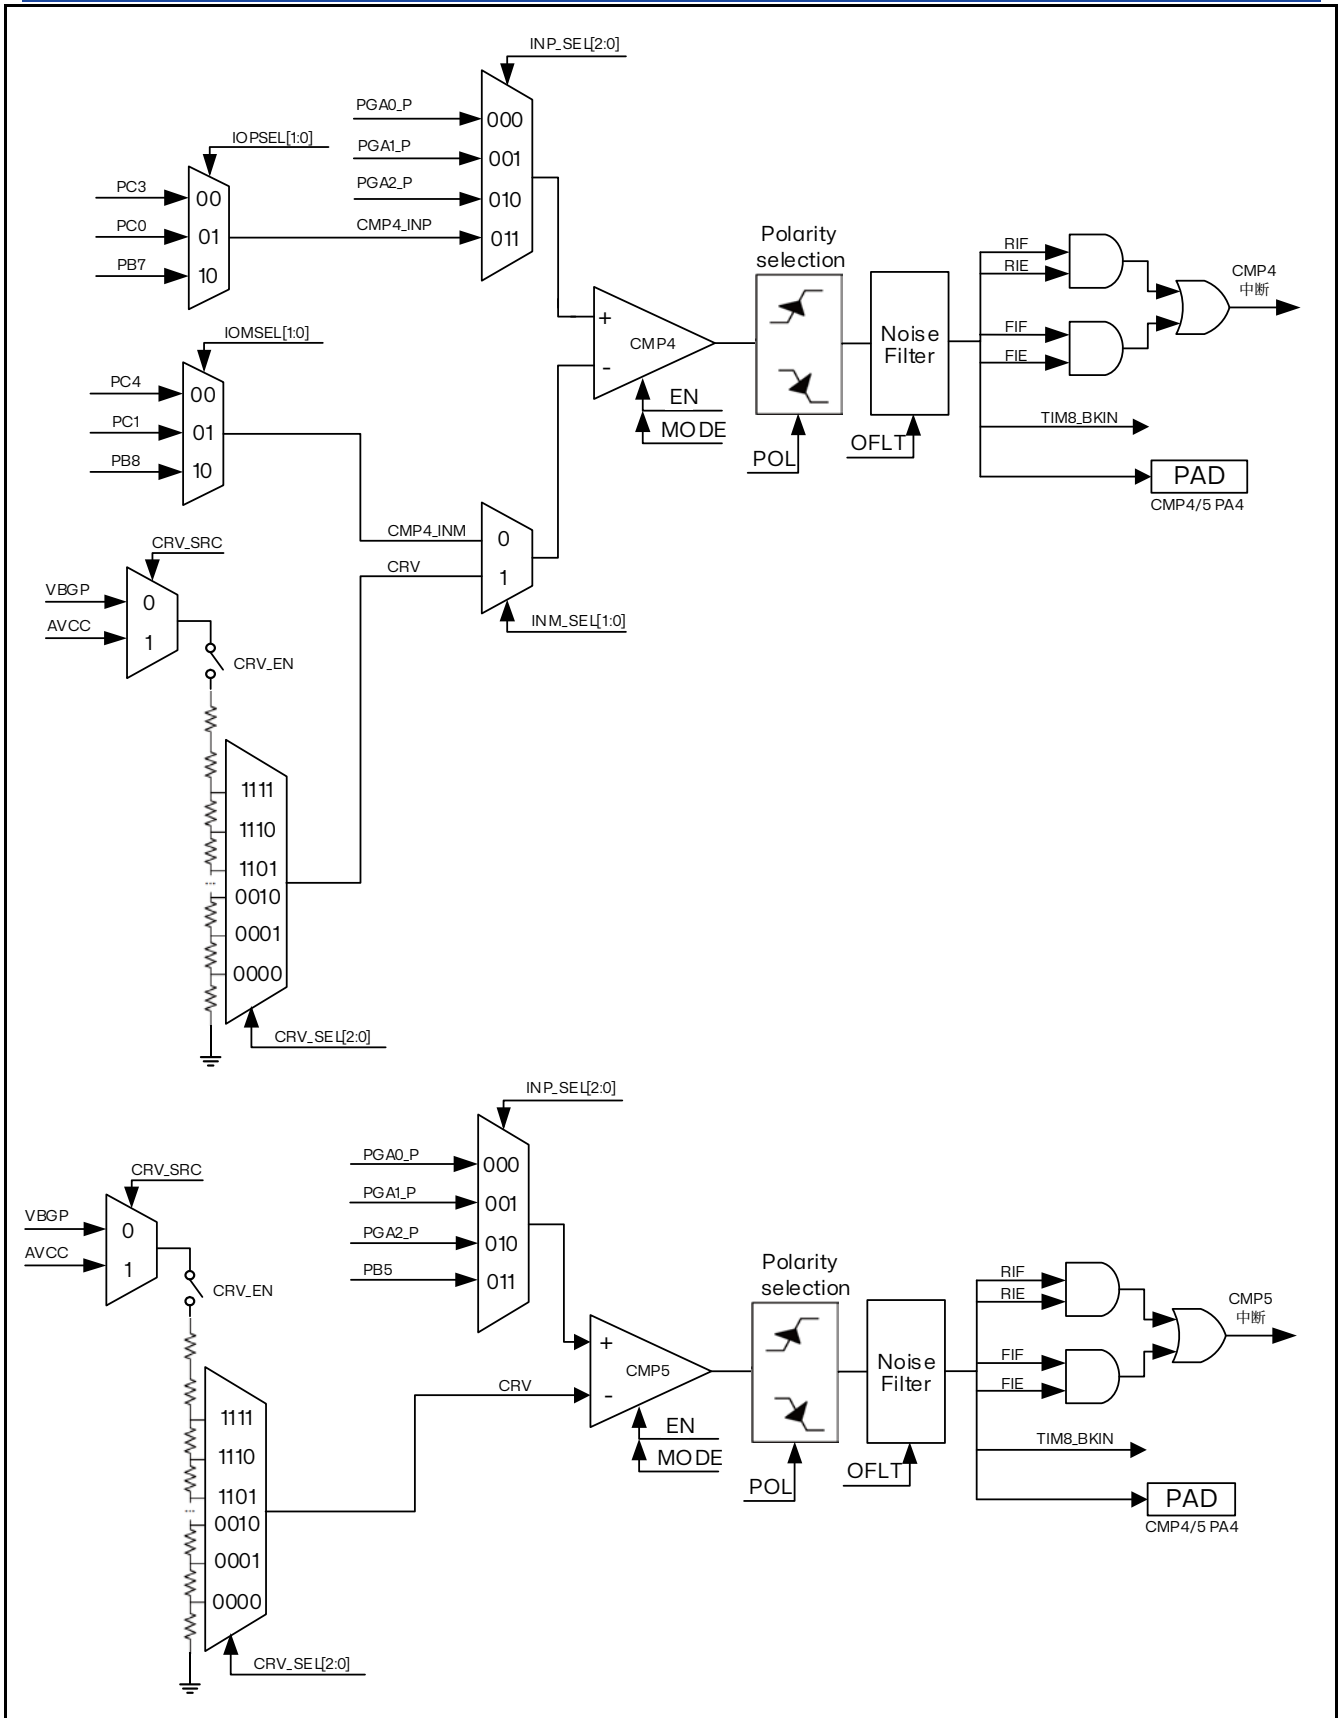 INP_SEL[2:0]
PGA0_P
000
IOPSEL[1:0]
PGA1_P
001
PC3
00
PGA2_P
010
PC0
01
CMP4_INP
011
PB7
10
Polarity
selection
RIF
RIE
CMP4
中断
IOMSEL[1:0]
+
CMP4
-
Noise
Filter
FIF
FIE
PC4
00
EN
PC1
01
MODE
TIM8_BKIN
PB8
10
POL
OFLT
PAD
CMP4/5 PA4
CMP4_INM
0
CRV_SRC
CRV
1
VBGP
0
INM_SEL[1:0]
AVCC
1
CRV_EN
1111
1110
1101
...
0010
0001
0000
CRV_SEL[2:0]
INP_SEL[2:0]
PGA0_P
000
CRV_SRC
PGA1_P
001
VBGP
0
PGA2_P
010
AVCC
1
PB5
011
CRV_EN
Polarity
selection
RIF
RIE
CMP5
中断
+
CMP5
-
CRV
Noise
Filter
FIF
FIE
1111
EN
1110
MODE
TIM8_BKIN
1101
POL
OFLT
PAD
...
0010
CMP4/5 PA4
0001
0000
CRV_SEL[2:0]